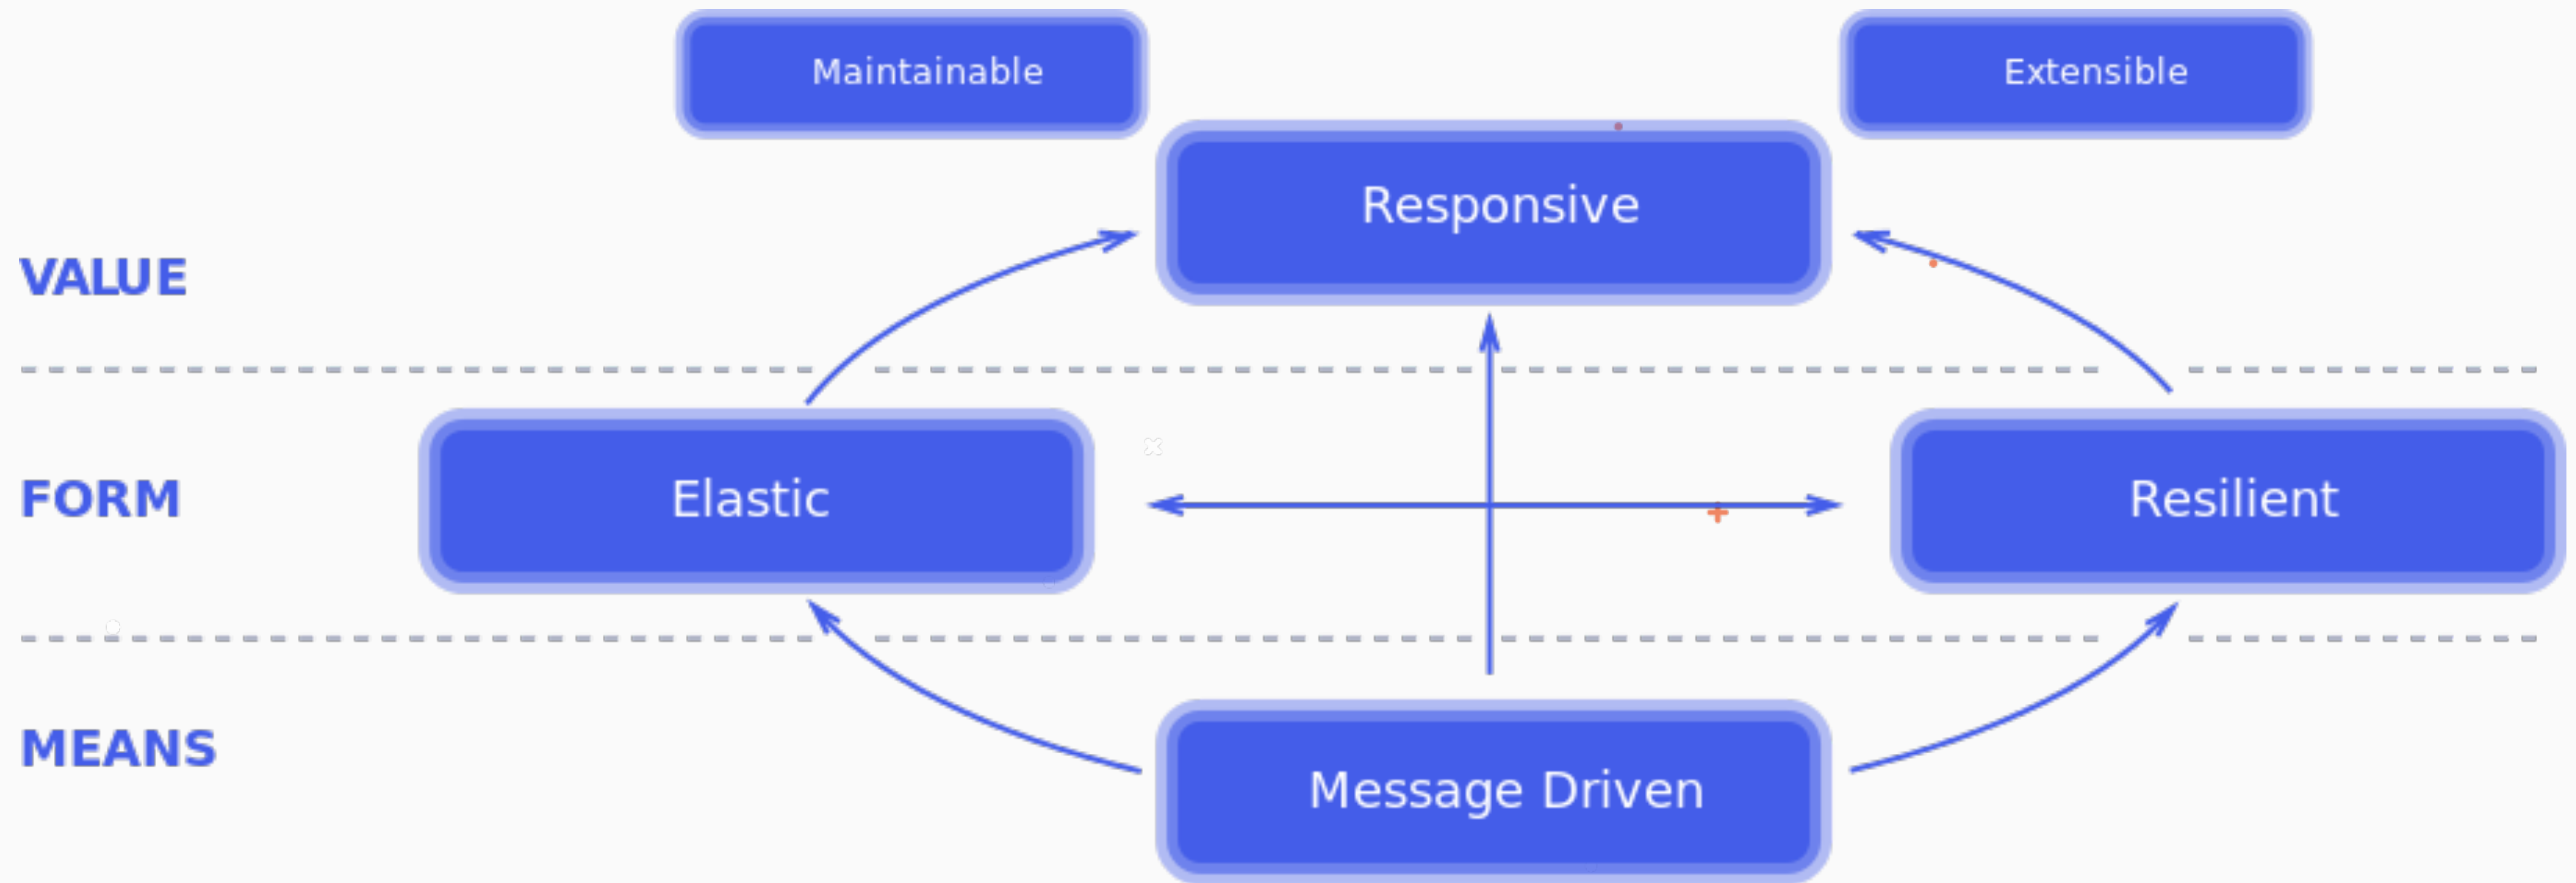 Maintainable
Extensible
Responsive
VALUE
FORM
Elastic
Resilient
MEANS
Message Driven